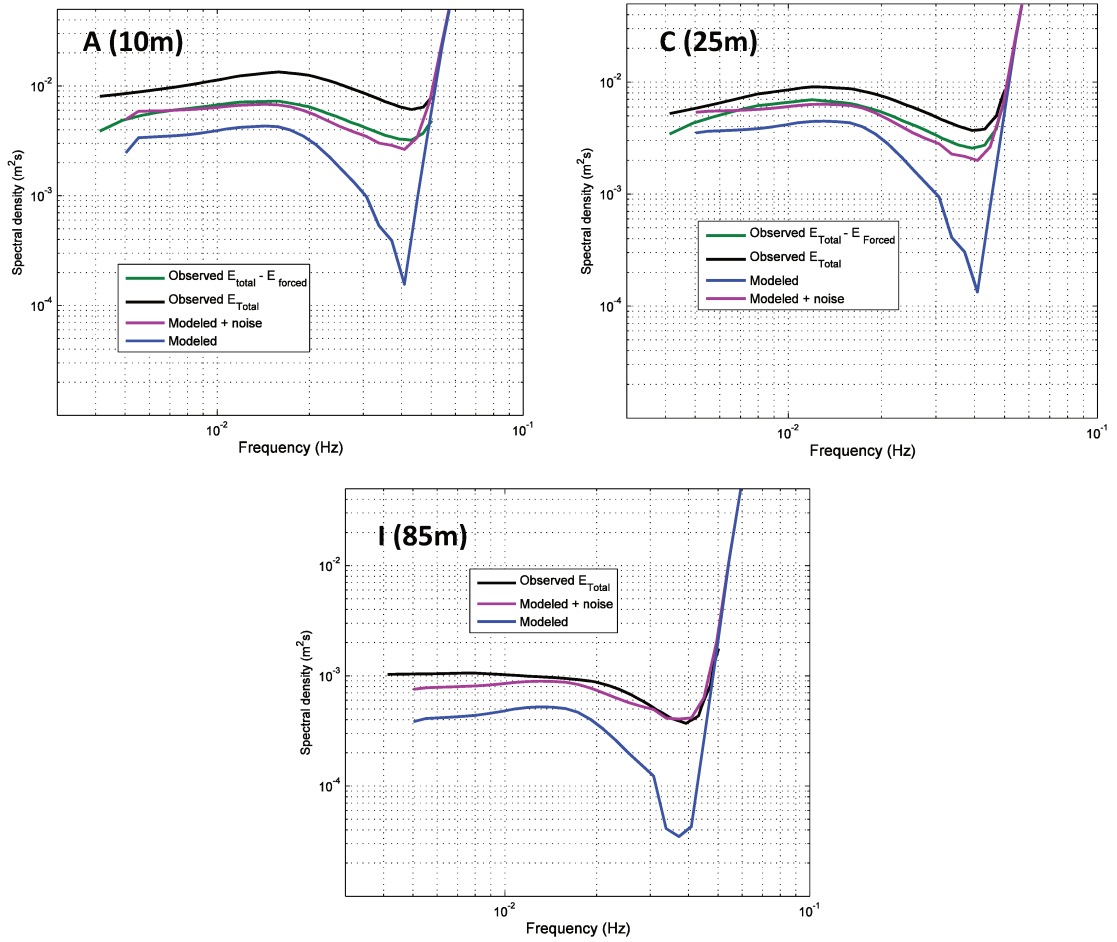 A (10m)
Spectral density (m²s)
10⁻²
10⁻³
10⁻⁴
Observed E_total - E_forced
Observed E_Total
Modeled + noise
Modeled
10⁻²
10⁻¹
Frequency (Hz)
C (25m)
Spectral density (m²s)
10⁻²
10⁻³
10⁻⁴
Observed E_Total - E_Forced
Observed E_Total
Modeled
Modeled + noise
10⁻²
10⁻¹
Frequency (Hz)
I (85m)
Spectral density (m²s)
10⁻²
10⁻³
10⁻⁴
Observed E_Total
Modeled + noise
Modeled
10⁻²
10⁻¹
Frequency (Hz)